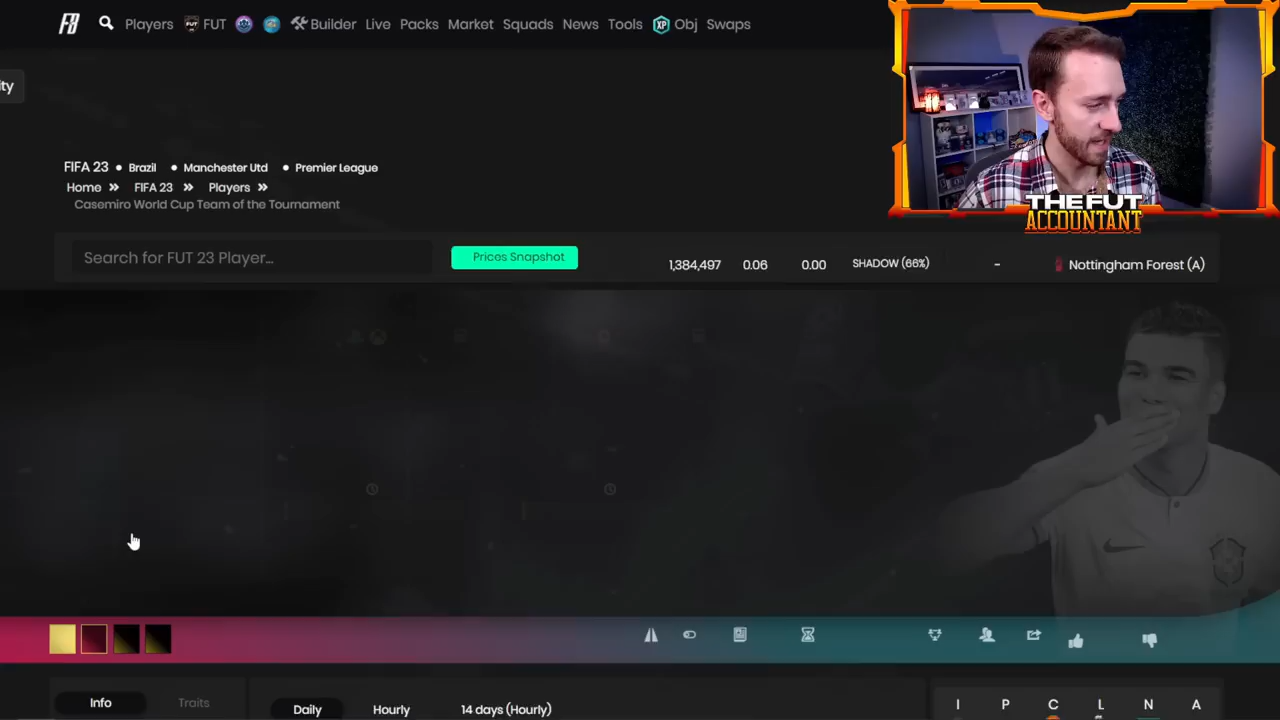 Players FUT Builder Live Packs Market Squads News Tools XP Obj Swaps
ty
FIFA 23 • Brazil • Manchester Utd • Premier League
Home » FIFA 23 » Players »
Casemiro World Cup Team of the Tournament
THE FUT
ACCOUNTANT
Search for FUT 23 Player...
Prices Snapshot
1,384,497 0.06 0.00 SHADOW (66%) - Nottingham Forest (A)
Info Traits
Daily Hourly 14 days (Hourly)
I P C L N A